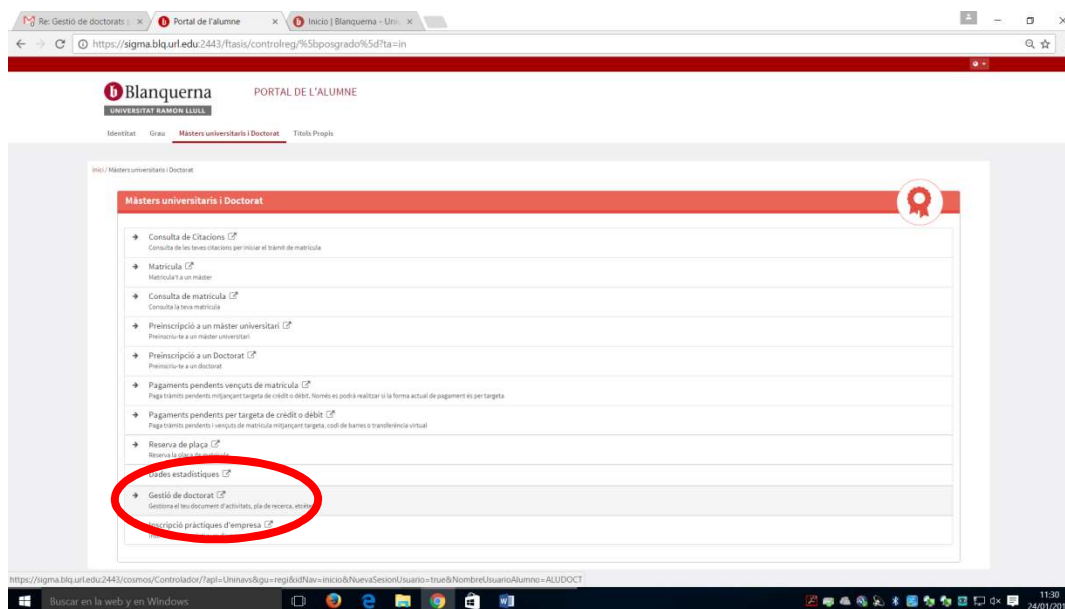 Re: Gestió de doctorats
Portal de l'alumne
Inicio | Blanquerna - Uni
https://sigma.blq.url.edu:2443/ftasis/controlreg/%5bposgrado%5d?ta=in
Blanquerna
UNIVERSITAT RAMON LLULL
PORTAL DE L'ALUMNE
Identitat Grau Màsters universitaris i Doctorat Títols Propis
Inici / Màsters universitaris i Doctorat
Màsters universitaris i Doctorat
Consulta de Citacions
Consulta de les teves citacions per iniciar el tràmit de matrícula
Matrícula
Matricula't a un màster
Consulta de matrícula
Consulta la teva matrícula
Preinscripció a un màster universitari
Preinscriu-te a un màster universitari
Preinscripció a un Doctorat
Preinscriu-te a un doctorat
Pagaments pendents vençuts de matrícula
Paga tràmits pendents mitjançant targeta de crèdit o dèbit. Només es podrà realitzar si la forma actual de pagament és per targeta
Pagaments pendents per targeta de crèdit o dèbit
Paga tràmits pendents i vençuts de matrícula mitjançant targeta, codi de barres o transferència virtual
Reserva de plaça
Reserva la plaça de matrícula
Dades estadístiques
Gestió de doctorat
Gestiona el teu document d'activitats, pla de recerca,
Inscripció pràctiques d'empresa
https://sigma.blq.url.edu:2443/cosmos/Controlador/?apl=Uninavs&gu=regi&idNav=inicio&NuevaSesionUsuario=true&NombreUsuarioAlumno=ALUDOCT
Buscar en la web y en Windows
11:30
24/01/201